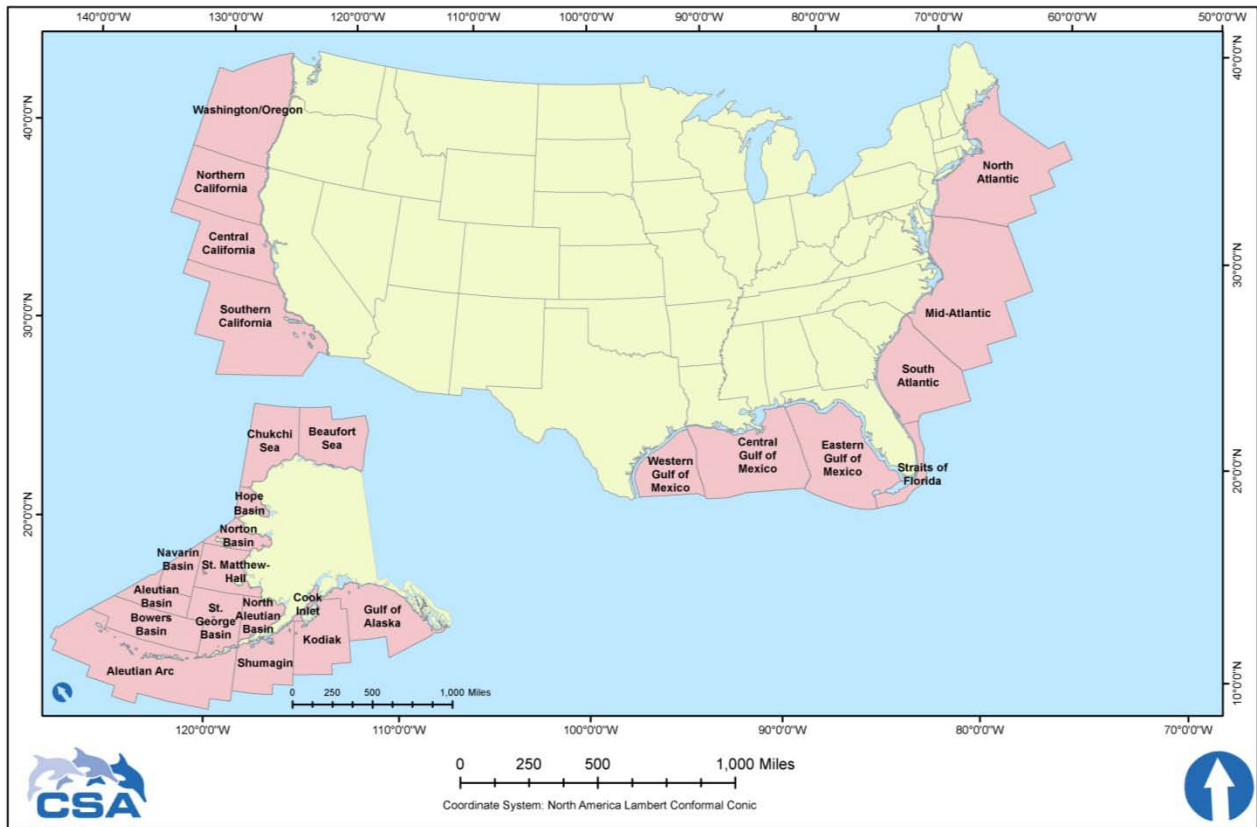 140°0'0"W 130°0'0"W 120°0'0"W 110°0'0"W 100°0'0"W 90°0'0"W 80°0'0"W 70°0'0"W 60°0'0"W 50°0'0"W
40°0'0"N
30°0'0"N
20°0'0"N
40°0'0"N
30°0'0"N
20°0'0"N
10°0'0"N
Washington/Oregon
Northern
California
Central
California
Southern
California
North
Atlantic
Mid-Atlantic
South
Atlantic
Straits of
Florida
Eastern
Gulf of
Mexico
Central
Gulf of
Mexico
Western
Gulf of
Mexico
Chukchi
Sea
Beaufort
Sea
Hope
Basin
Norton
Basin
Navarin
Basin
St. Matthew-
Hall
Aleutian
Basin
Bowers
Basin
St.
George
Basin
North
Aleutian
Basin
Cook
Inlet
Gulf of
Alaska
Kodiak
Shumagin
Aleutian Arc
0 250 500 1,000 Miles
120°0'0"W 110°0'0"W 100°0'0"W 90°0'0"W 80°0'0"W 70°0'0"W
CSA
0 250 500 1,000 Miles
Coordinate System: North America Lambert Conformal Conic